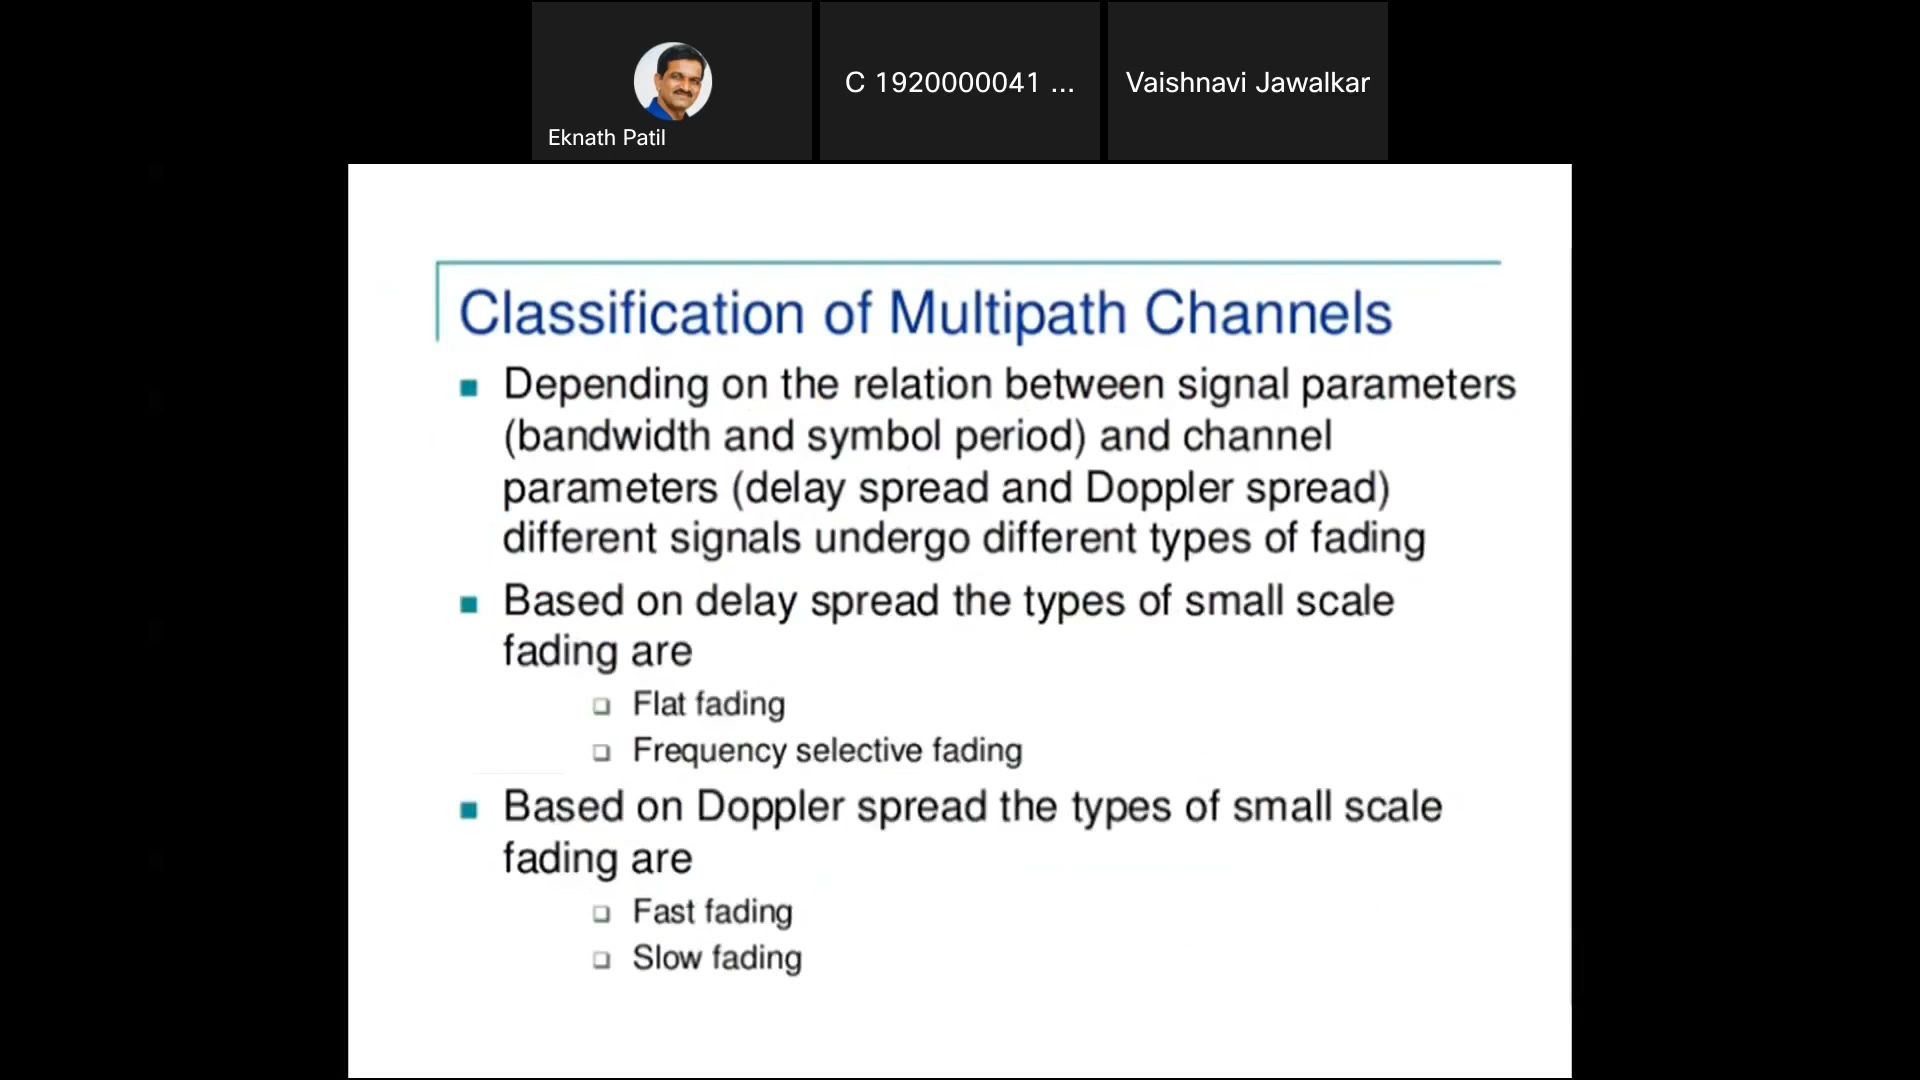 Eknath Patil
C 1920000041 ...
Vaishnavi Jawalkar
Classification of Multipath Channels
Depending on the relation between signal parameters
(bandwidth and symbol period) and channel
parameters (delay spread and Doppler spread)
different signals undergo different types of fading
Based on delay spread the types of small scale
fading are
Flat fading
Frequency selective fading
Based on Doppler spread the types of small scale
fading are
Fast fading
Slow fading